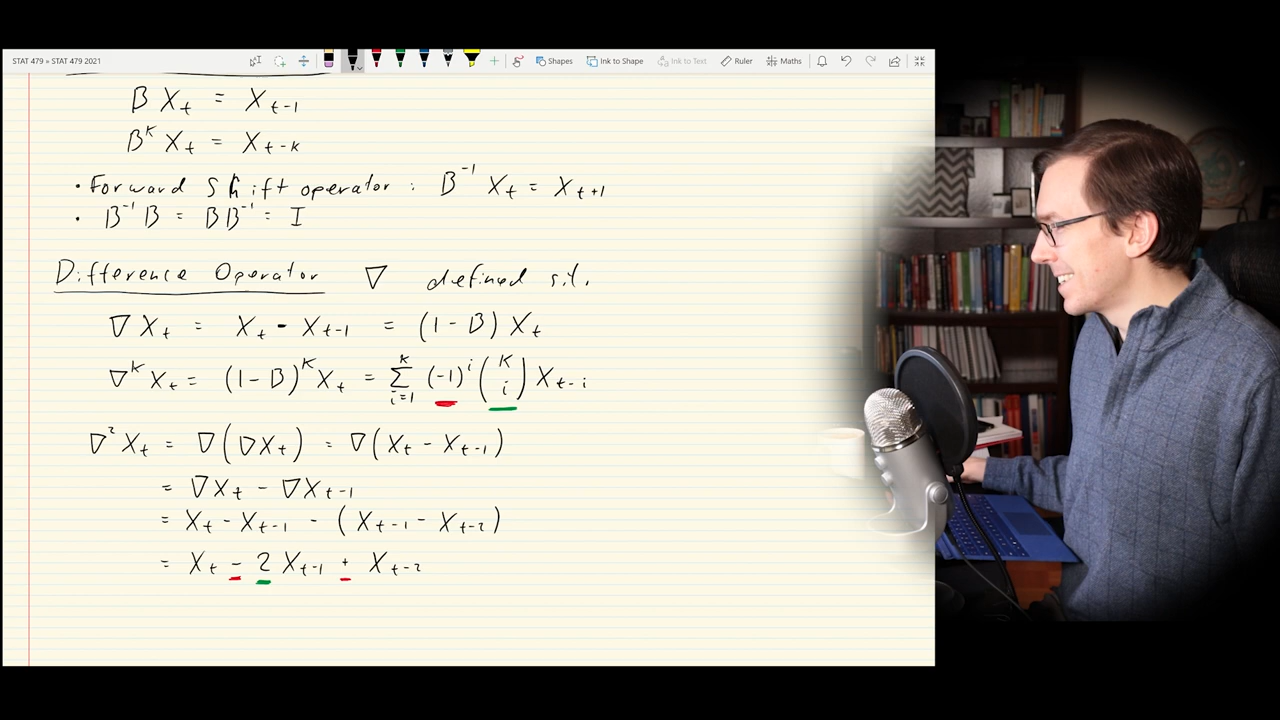 STAT 479 » STAT 479 2021
Shapes Ink to Shape Ink to Text Ruler Maths
B X_t = X_{t-1}
B^K X_t = X_{t-K}
• Forward Shift operator : B^{-1} X_t = X_{t+1}
• B^{-1} B = B B^{-1} = I
Difference Operator ∇ defined s.t.
∇ X_t = X_t - X_{t-1} = (1 - B) X_t
∇^K X_t = (1 - B)^K X_t = ∑_{i=1}^{K} (-1)^i (K i) X_{t-i}
∇^2 X_t = ∇(∇X_t) = ∇(X_t - X_{t-1})
= ∇X_t - ∇X_{t-1}
= X_t - X_{t-1} - (X_{t-1} - X_{t-2})
= X_t - 2 X_{t-1} + X_{t-2}